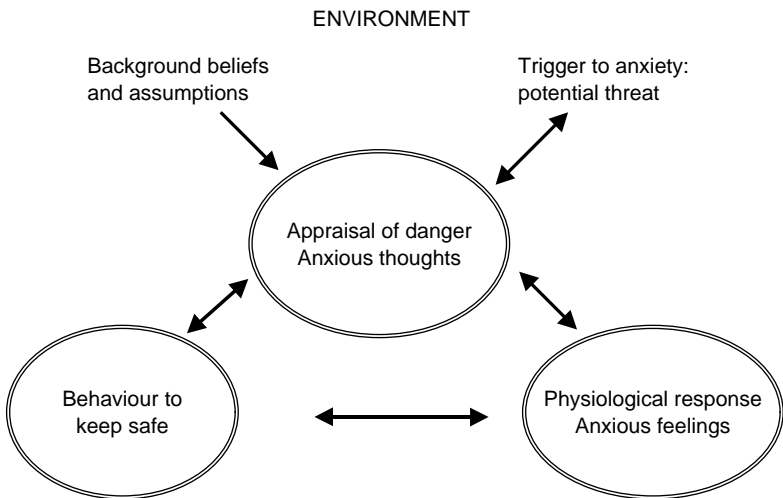 ENVIRONMENT
Background beliefs
and assumptions
Trigger to anxiety:
potential threat
Appraisal of danger
Anxious thoughts
Behaviour to
keep safe
Physiological response
Anxious feelings